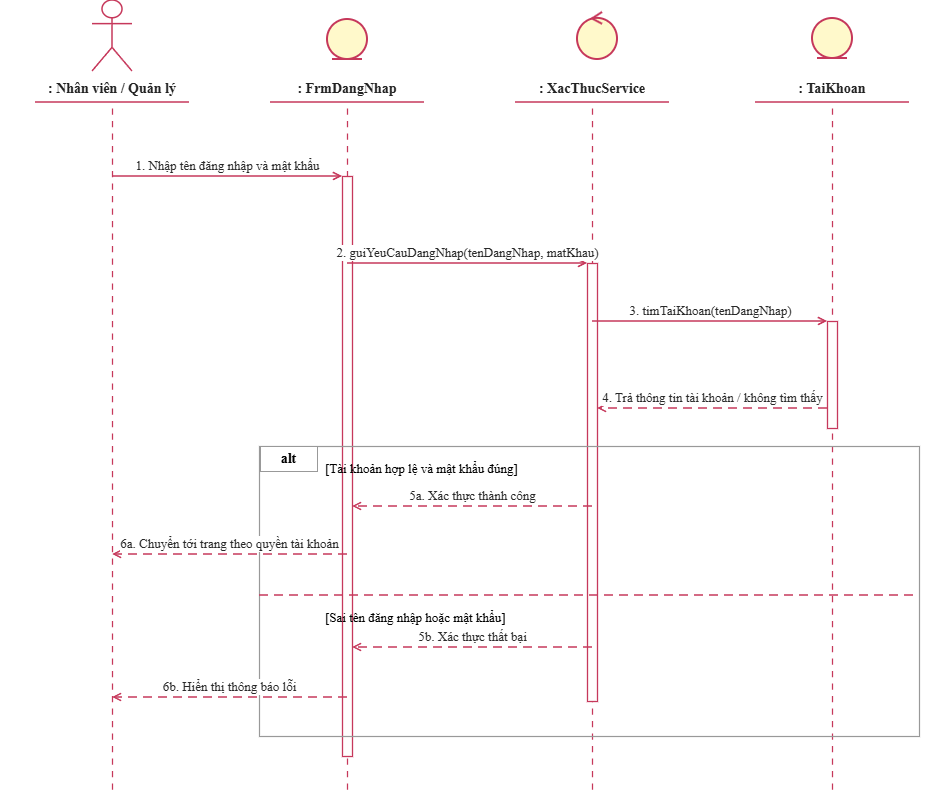 : Nhân viên / Quản lý
: FrmDangNhap
: XacThucService
: TaiKhoan
1. Nhập tên đăng nhập và mật khẩu
2. guiYeuCauDangNhap(tenDangNhap, matKhau)
3. timTaiKhoan(tenDangNhap)
4. Trả thông tin tài khoản / không tìm thấy
alt
[Tài khoản hợp lệ và mật khẩu đúng]
5a. Xác thực thành công
6a. Chuyển tới trang theo quyền tài khoản
[Sai tên đăng nhập hoặc mật khẩu]
5b. Xác thực thất bại
6b. Hiển thị thông báo lỗi